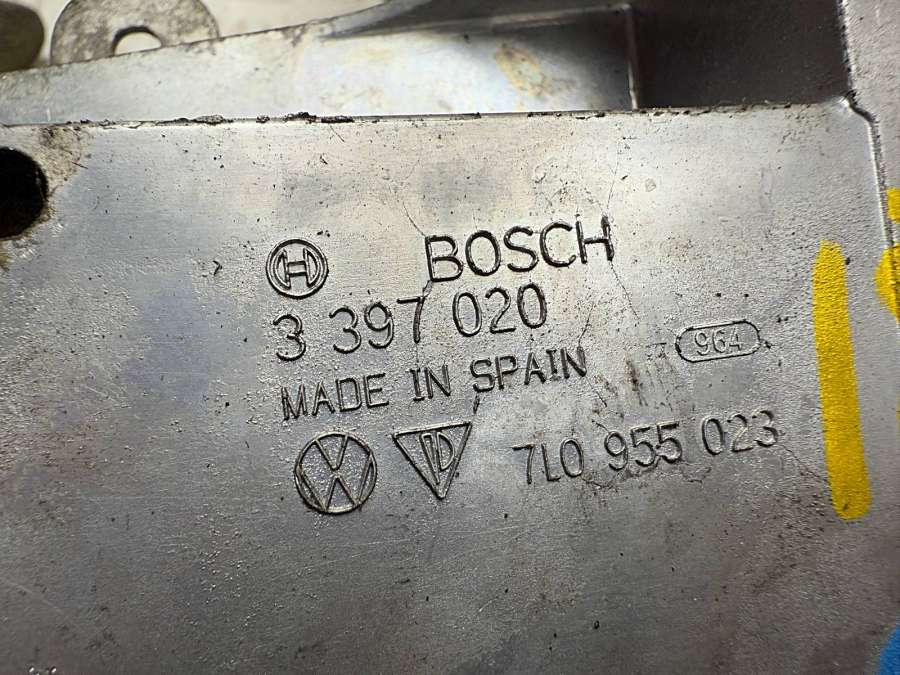 BOSCH
3 397 020
MADE IN SPAIN
964
7L0 955 023